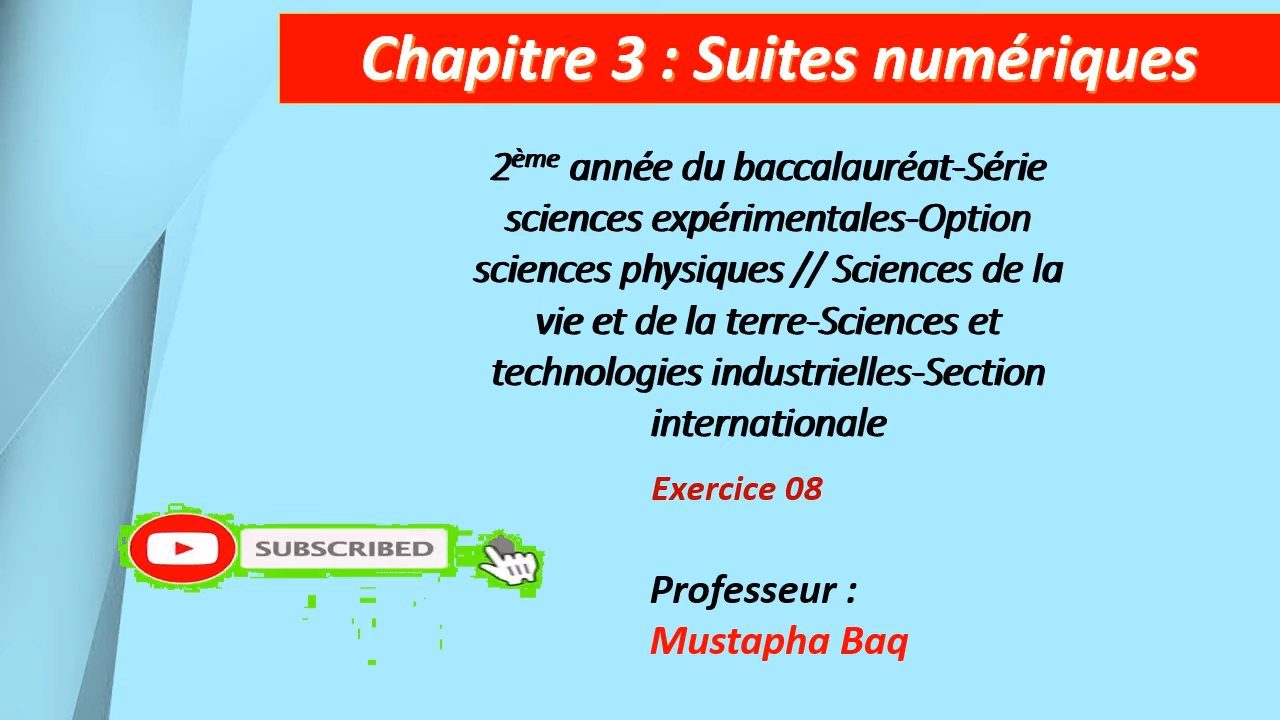 Chapitre 3 : Suites numériques
2ème année du baccalauréat-Série
sciences expérimentales-Option
sciences physiques // Sciences de la
vie et de la terre-Sciences et
technologies industrielles-Section
internationale
Exercice 08
SUBSCRIBED
Professeur :
Mustapha Baq